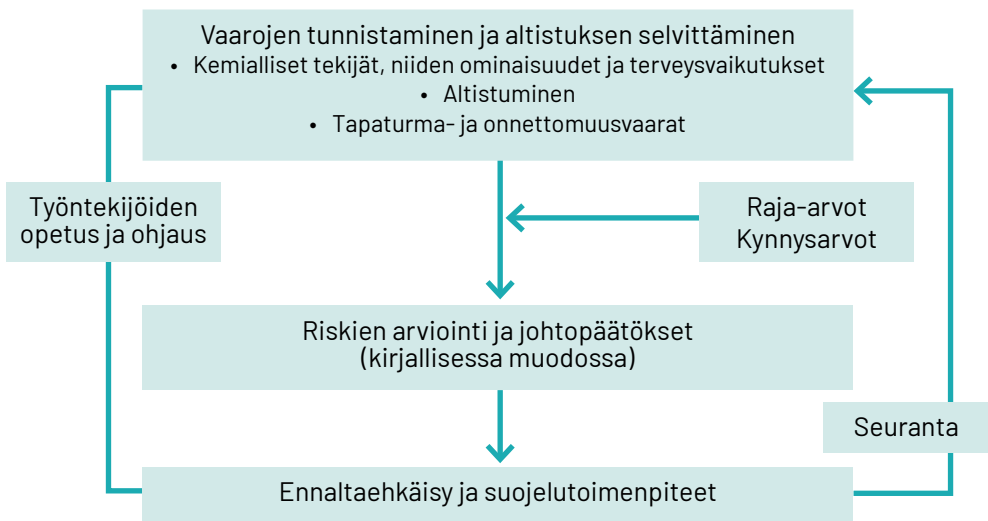 Vaarojen tunnistaminen ja altistuksen selvittäminen
• Kemialliset tekijät, niiden ominaisuudet ja terveysvaikutukset
• Altistuminen
• Tapaturma- ja onnettomuusvaarat
Työntekijöiden
opetus ja ohjaus
Raja-arvot
Kynnysarvot
Riskien arviointi ja johtopäätökset
(kirjallisessa muodossa)
Seuranta
Ennaltaehkäisy ja suojelutoimenpiteet